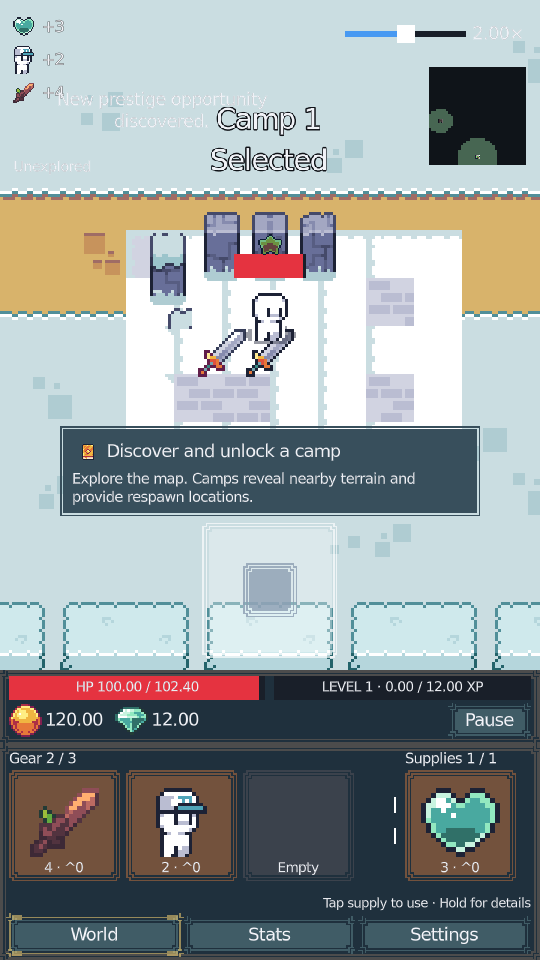 +3
2.00×
+2
+4
New prestige opportunity
discovered.
Camp 1
Selected
Unexplored
Discover and unlock a camp
Explore the map. Camps reveal nearby terrain and
provide respawn locations.
HP 100.00 / 102.40
LEVEL 1 · 0.00 / 12.00 XP
120.00
12.00
Pause
Gear 2 / 3
Supplies 1 / 1
4 · ^0
2 · ^0
Empty
3 · ^0
Tap supply to use · Hold for details
World
Stats
Settings